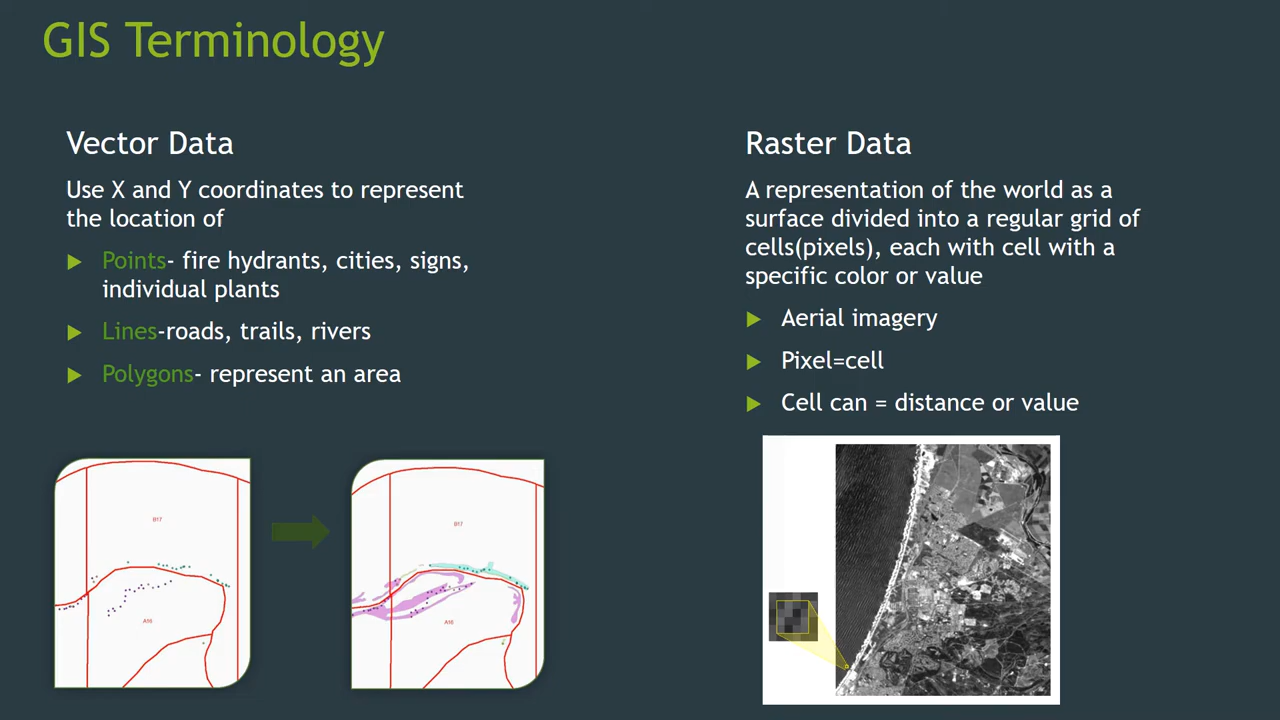 GIS Terminology
Vector Data
Use X and Y coordinates to represent
the location of
Points- fire hydrants, cities, signs,
individual plants
Lines-roads, trails, rivers
Polygons- represent an area
B17
A16
B17
A16
Raster Data
A representation of the world as a
surface divided into a regular grid of
cells(pixels), each with cell with a
specific color or value
Aerial imagery
Pixel=cell
Cell can = distance or value